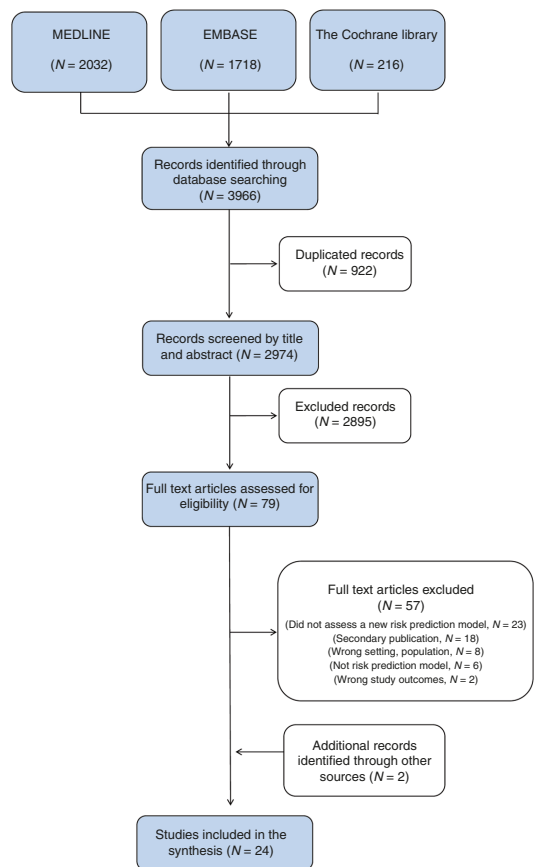 MEDLINE
(N = 2032)
EMBASE
(N = 1718)
The Cochrane library
(N = 216)
Records identified through
database searching
(N = 3966)
Duplicated records
(N = 922)
Records screened by title
and abstract (N = 2974)
Excluded records
(N = 2895)
Full text articles assessed for
eligibility (N = 79)
Full text articles excluded
(N = 57)
(Did not assess a new risk prediction model, N = 23)
(Secondary publication, N = 18)
(Wrong setting, population, N = 8)
(Not risk prediction model, N = 6)
(Wrong study outcomes, N = 2)
Additional records
identified through other
sources (N = 2)
Studies included in the
synthesis (N = 24)